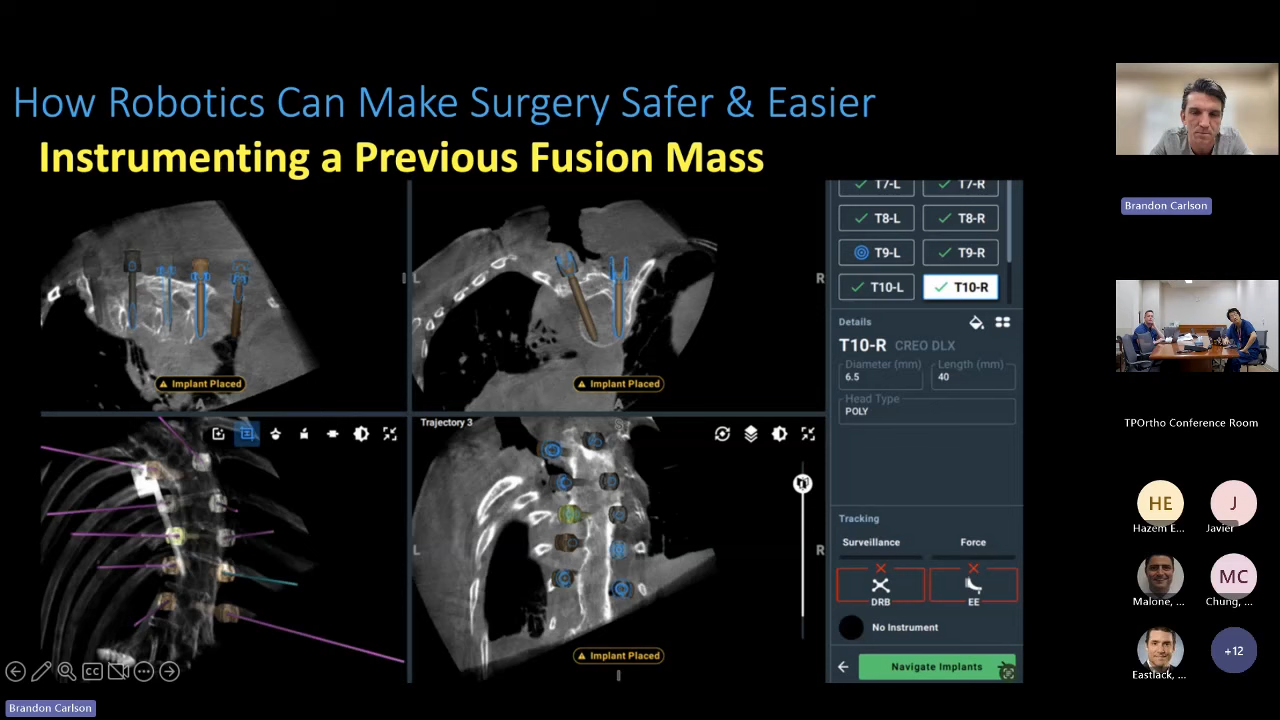 How Robotics Can Make Surgery Safer & Easier
Instrumenting a Previous Fusion Mass
T7-L
T7-R
T8-L
T8-R
T9-L
T9-R
T10-L
T10-R
L
R
Implant Placed
A
Implant Placed
A
Details
T10-R CREO DLX
Diameter (mm)
6.5
Length (mm)
40
Head Type
POLY
Trajectory 3
S
L
R
Implant Placed
I
Tracking
Surveillance
Force
DRB
EE
No Instrument
Navigate Implants
CC
Brandon Carlson
Brandon Carlson
TPOrtho Conference Room
HE
Hazem E...
J
Javier
Malone, ...
MC
Chung, ...
Eastlack, ...
+12